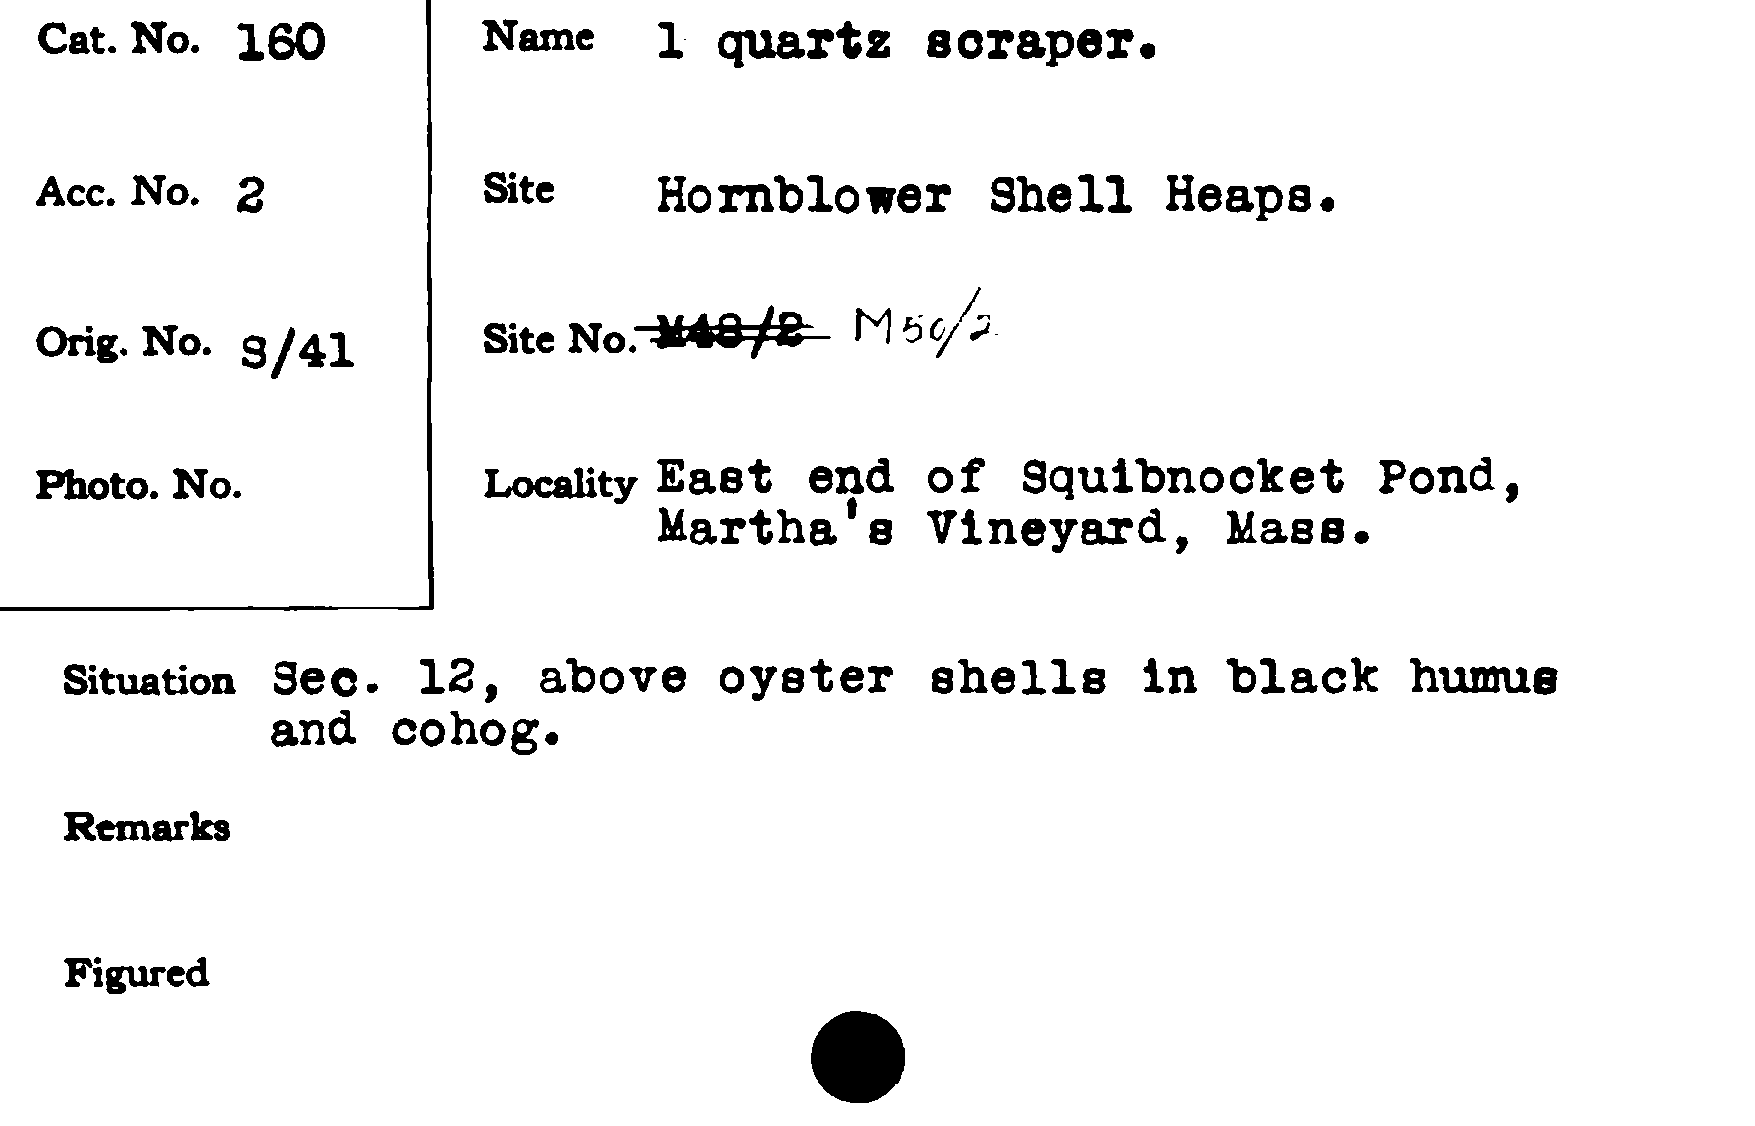 Cat. No. 160
Name 1 quartz scraper.
Acc. No. 2
Site Hornblower Shell Heaps.
Orig. No. S/41
Site No. M48/2 M50/2
Photo. No.
Locality East end of Squibnocket Pond,
Martha's Vineyard, Mass.
Situation Sec. 12, above oyster shells in black humus
and cohog.
Remarks
Figured